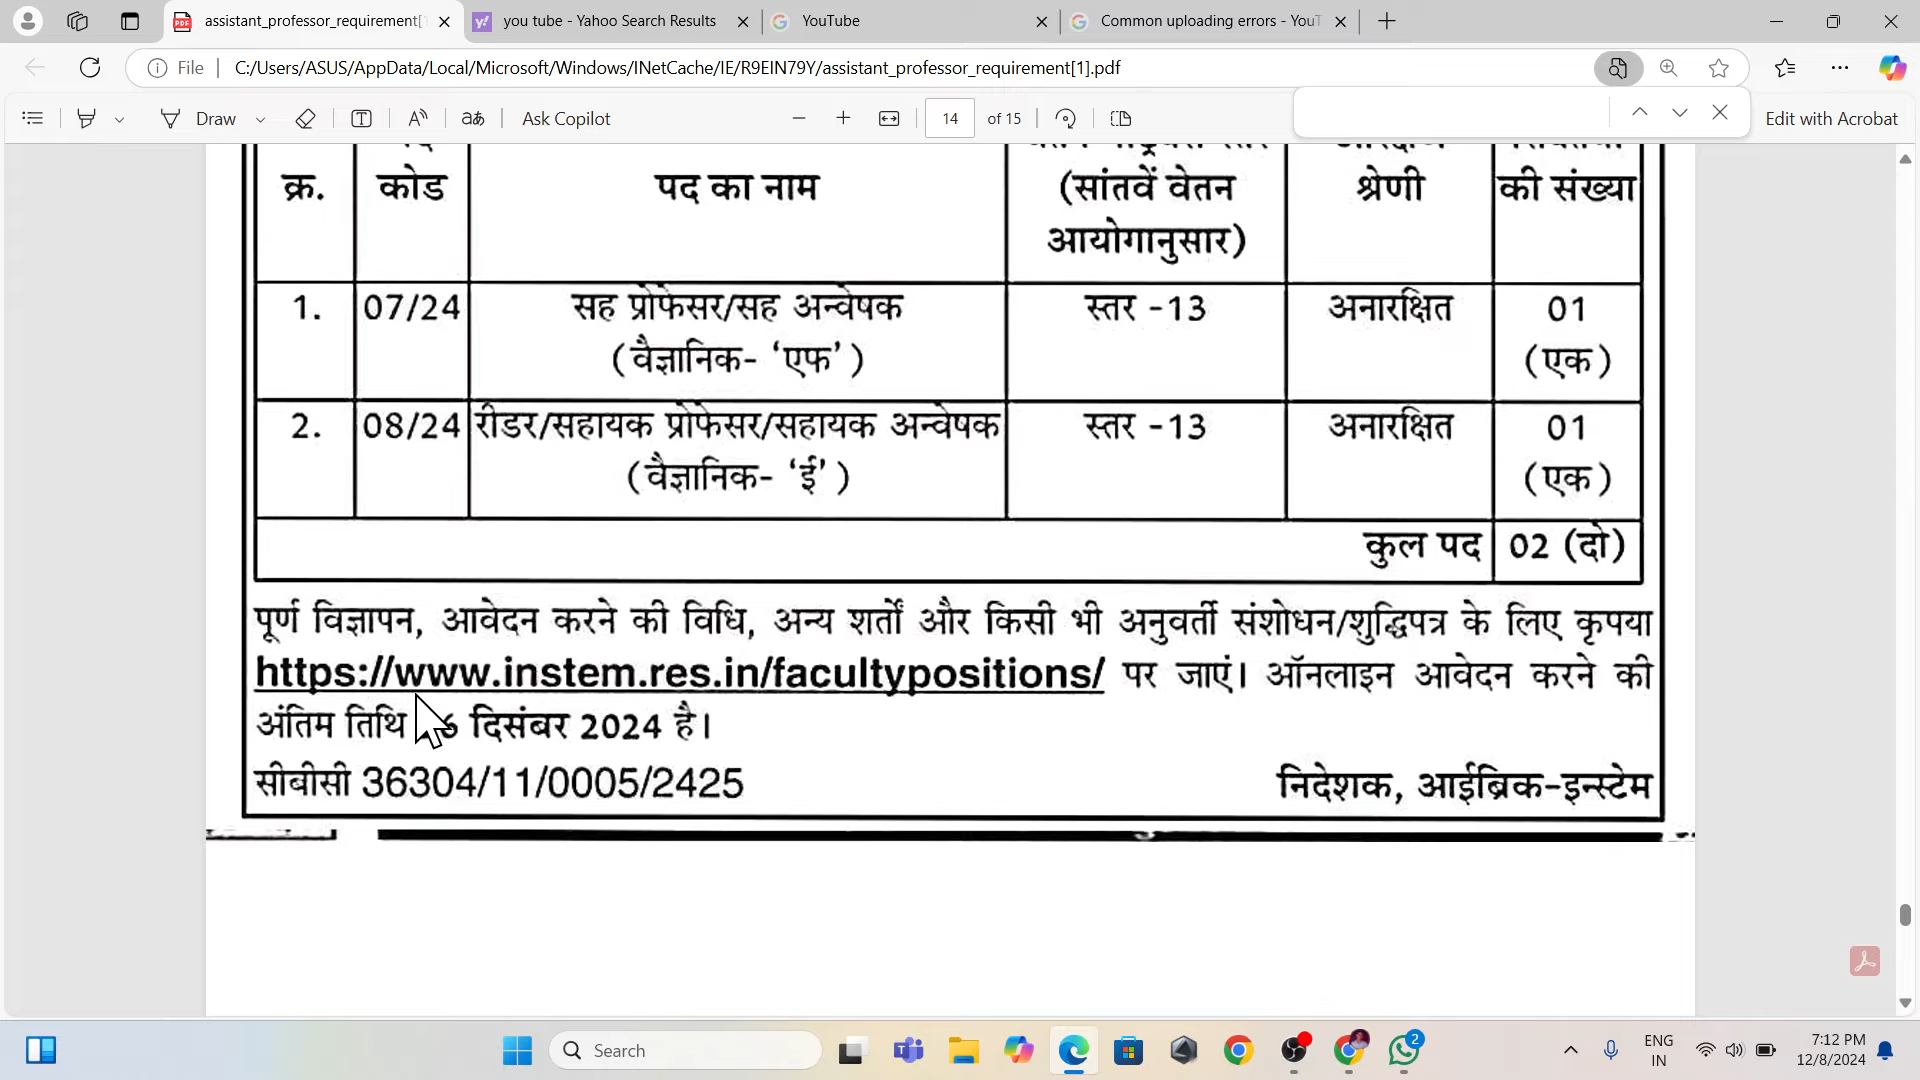 assistant_professor_requirement[1
you tube - Yahoo Search Results
YouTube
Common uploading errors - YouT
File
C:/Users/ASUS/AppData/Local/Microsoft/Windows/INetCache/IE/R9EIN79Y/assistant_professor_requirement[1].pdf
Draw
Ask Copilot
14 of 15
Edit with Acrobat
क्र. कोड पद का नाम (सांतवें वेतन श्रेणी की संख्या
आयोगानुसार)
1. 07/24 सह प्रोफेसर/सह अन्वेषक स्तर -13 अनारक्षित 01
(वैज्ञानिक- ‘एफ’) (एक)
2. 08/24 रीडर/सहायक प्रोफेसर/सहायक अन्वेषक स्तर -13 अनारक्षित 01
(वैज्ञानिक- ‘ई’) (एक)
कुल पद 02 (दो)
पूर्ण विज्ञापन, आवेदन करने की विधि, अन्य शर्तों और किसी भी अनुवर्ती संशोधन/शुद्धिपत्र के लिए कृपया
https://www.instem.res.in/facultypositions/ पर जाएं। ऑनलाइन आवेदन करने की
अंतिम तिथि दिसंबर 2024 है।
सीबीसी 36304/11/0005/2425 निदेशक, आईब्रिक-इन्स्टेम
Search
2
ENG
IN
7:12 PM
12/8/2024